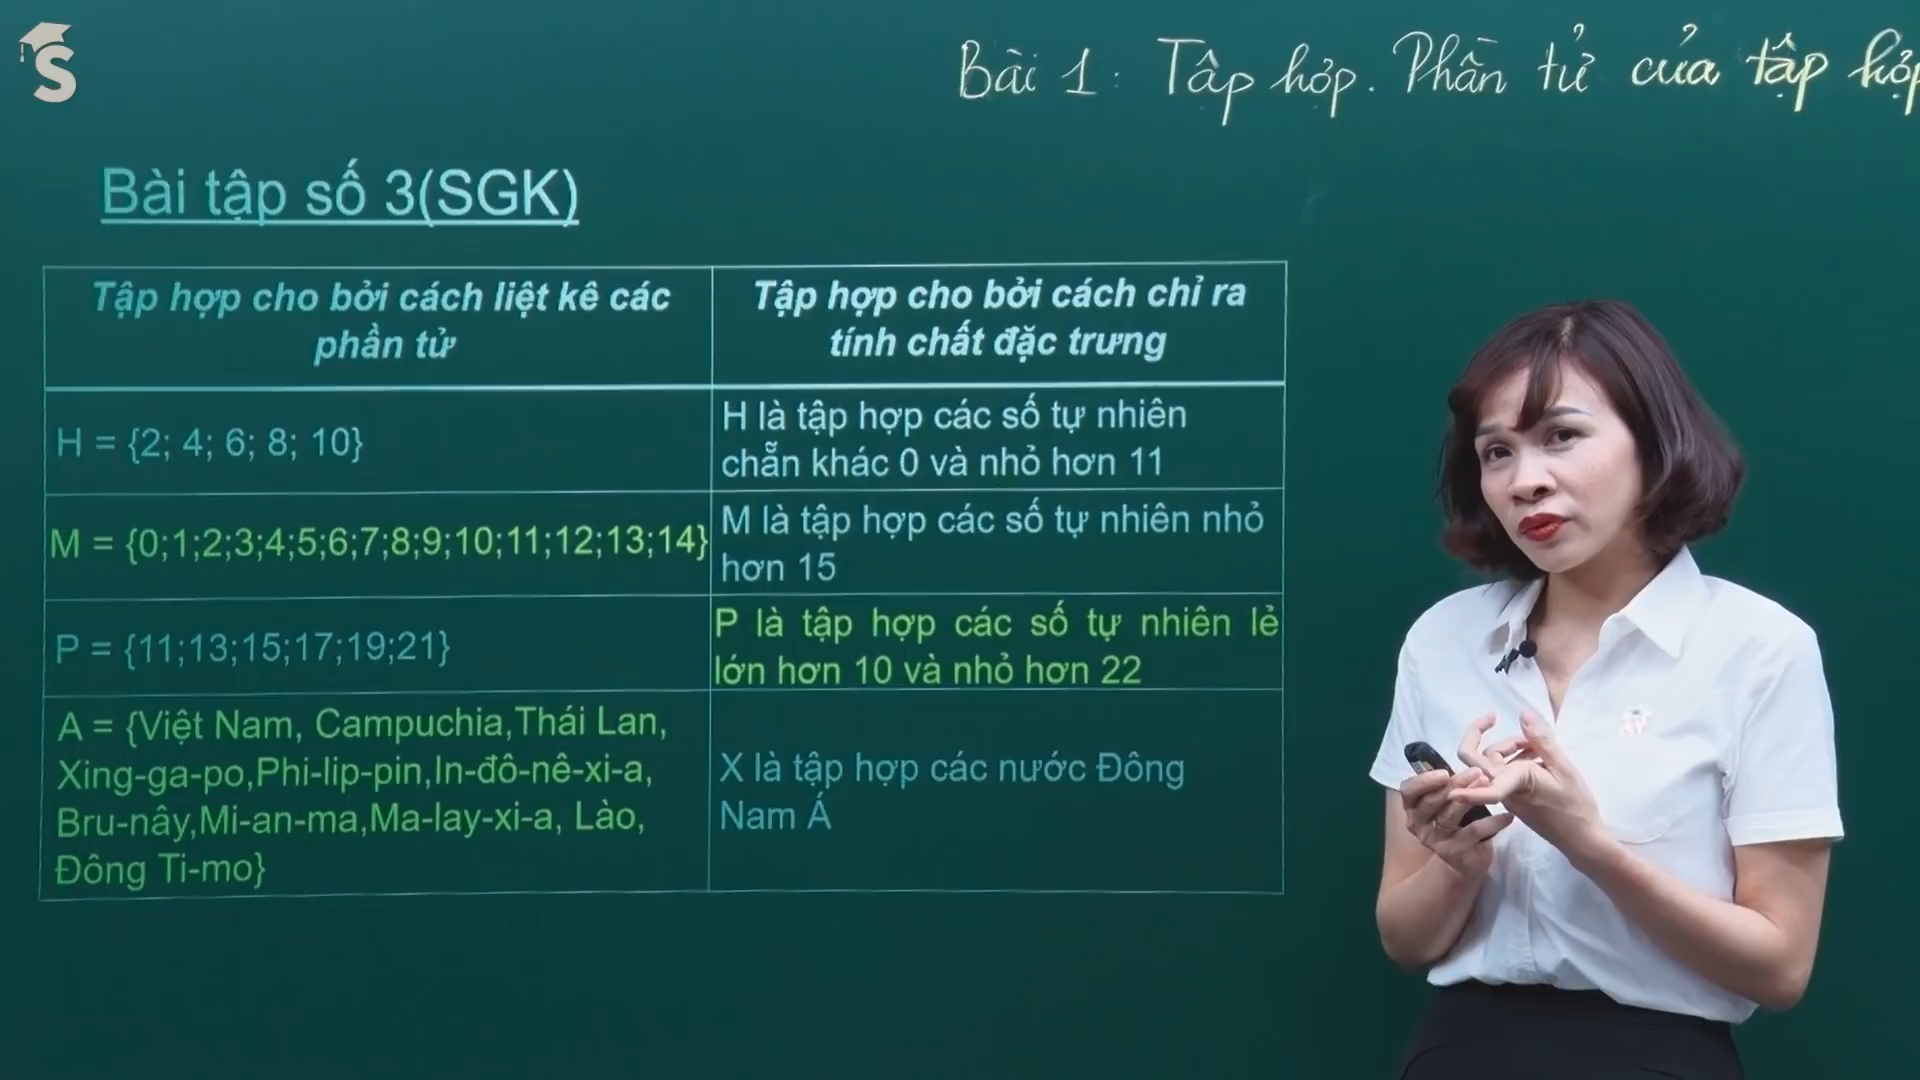 S
Bài 1: Tập hợp. Phần tử của tập hợp
Bài tập số 3(SGK)
Tập hợp cho bởi cách liệt kê các
phần tử
Tập hợp cho bởi cách chỉ ra
tính chất đặc trưng
H = {2; 4; 6; 8; 10}
H là tập hợp các số tự nhiên
chẵn khác 0 và nhỏ hơn 11
M = {0;1;2;3;4;5;6;7;8;9;10;11;12;13;14}
M là tập hợp các số tự nhiên nhỏ
hơn 15
P = {11;13;15;17;19;21}
P là tập hợp các số tự nhiên lẻ
lớn hơn 10 và nhỏ hơn 22
A = {Việt Nam, Campuchia,Thái Lan,
Xing-ga-po,Phi-lip-pin,In-đô-nê-xi-a,
Bru-nây,Mi-an-ma,Ma-lay-xi-a, Lào,
Đông Ti-mo}
X là tập hợp các nước Đông
Nam Á